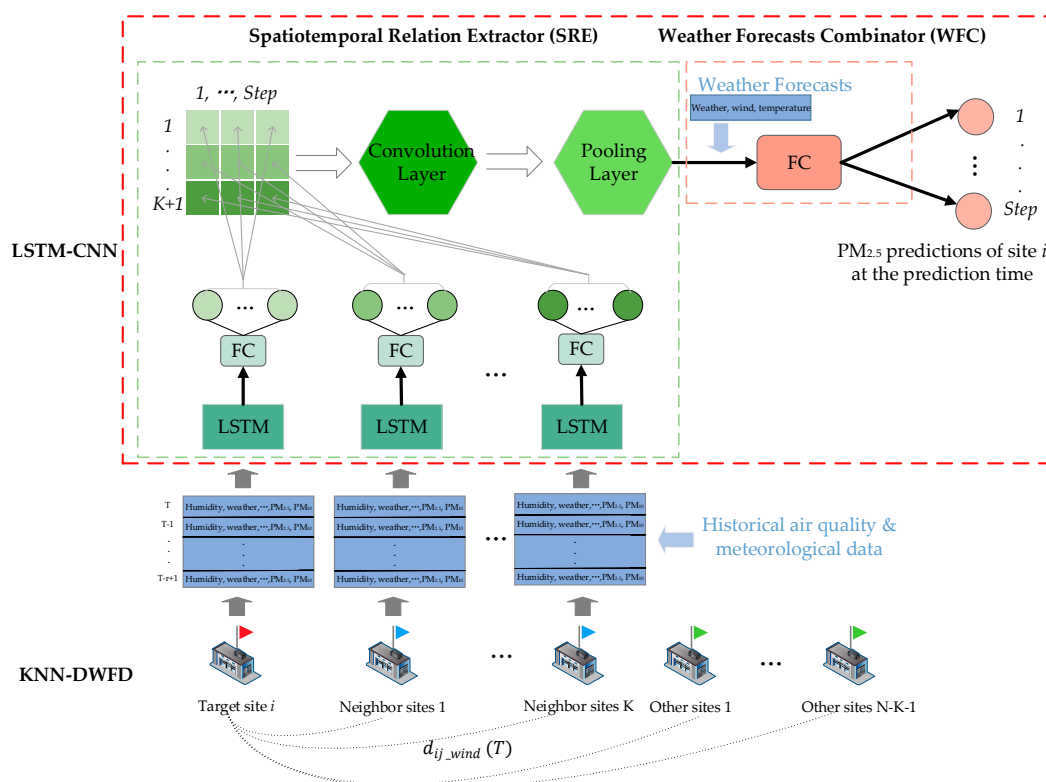 Spatiotemporal Relation Extractor (SRE)
Weather Forecasts Combinator (WFC)
1, ···, Step
1
.
.
.
K+1
Convolution
Layer
Pooling
Layer
Weather Forecasts
Weather, wind, temperature
FC
1
⋮
.
.
Step
PM2.5 predictions of site i
at the prediction time
LSTM-CNN
...
...
...
FC
FC
FC
...
LSTM
LSTM
LSTM
T
T-1
.
.
.
T-r+1
Humidity, weather,···,PM2.5, PM10
Humidity, weather,···,PM2.5, PM10
.
.
.
Humidity, weather,···,PM2.5, PM10
Humidity, weather,···,PM2.5, PM10
Humidity, weather,···,PM2.5, PM10
.
.
.
Humidity, weather,···,PM2.5, PM10
...
Humidity, weather,···,PM2.5, PM10
Humidity, weather,···,PM2.5, PM10
.
.
.
Humidity, weather,···,PM2.5, PM10
Historical air quality &
meteorological data
KNN-DWFD
...
...
Target site i
Neighbor sites 1
Neighbor sites K
Other sites 1
Other sites N-K-1
dij_wind (T)